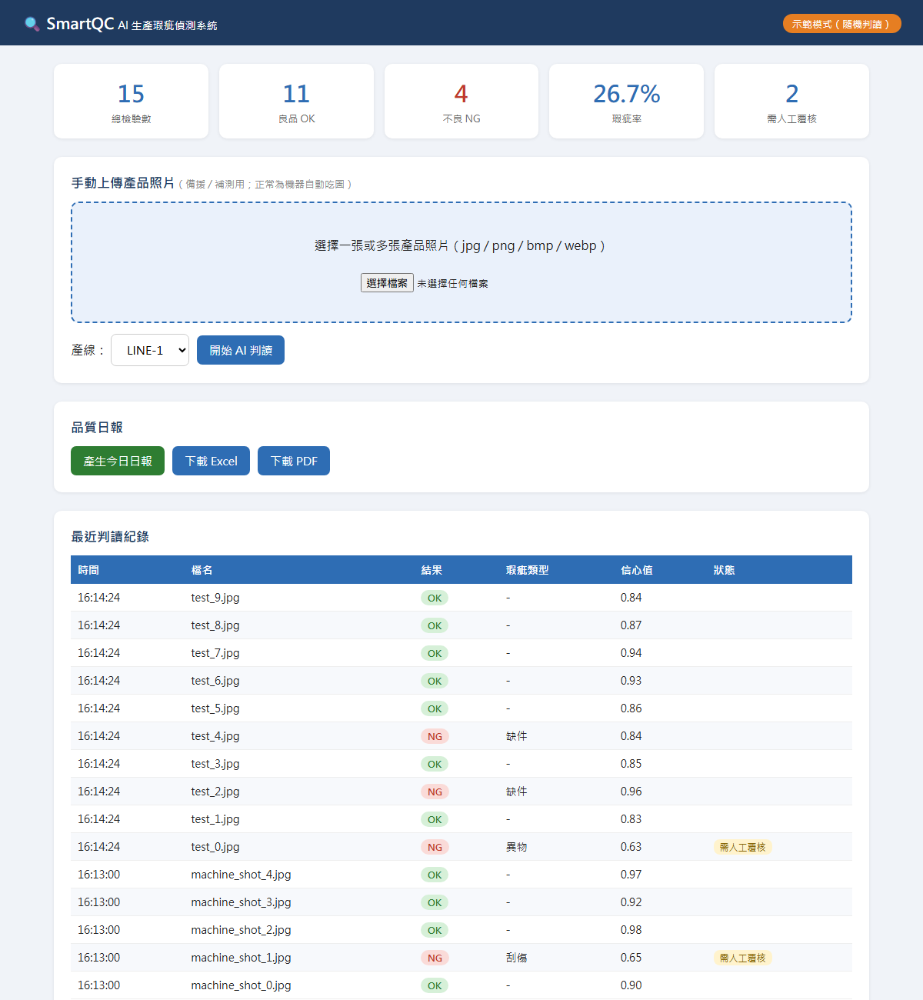 SmartQC AI 生產瑕疵偵測系統
示範模式（隨機判讀）
15
總檢驗數
11
良品 OK
4
不良 NG
26.7%
瑕疵率
2
需人工覆核
手動上傳產品照片（備援 / 補測用；正常為機器自動吃圖）
選擇一張或多張產品照片（jpg / png / bmp / webp）
選擇檔案 未選擇任何檔案
產線： LINE-1 開始 AI 判讀
品質日報
產生今日日報 下載 Excel 下載 PDF
最近判讀紀錄
時間 檔名 結果 瑕疵類型 信心值 狀態
16:14:24 test_9.jpg OK - 0.84
16:14:24 test_8.jpg OK - 0.87
16:14:24 test_7.jpg OK - 0.94
16:14:24 test_6.jpg OK - 0.93
16:14:24 test_5.jpg OK - 0.86
16:14:24 test_4.jpg NG 缺件 0.84
16:14:24 test_3.jpg OK - 0.85
16:14:24 test_2.jpg NG 缺件 0.96
16:14:24 test_1.jpg OK - 0.83
16:14:24 test_0.jpg NG 異物 0.63 需人工覆核
16:13:00 machine_shot_4.jpg OK - 0.97
16:13:00 machine_shot_3.jpg OK - 0.92
16:13:00 machine_shot_2.jpg OK - 0.98
16:13:00 machine_shot_1.jpg NG 刮傷 0.65 需人工覆核
16:13:00 machine_shot_0.jpg OK - 0.90